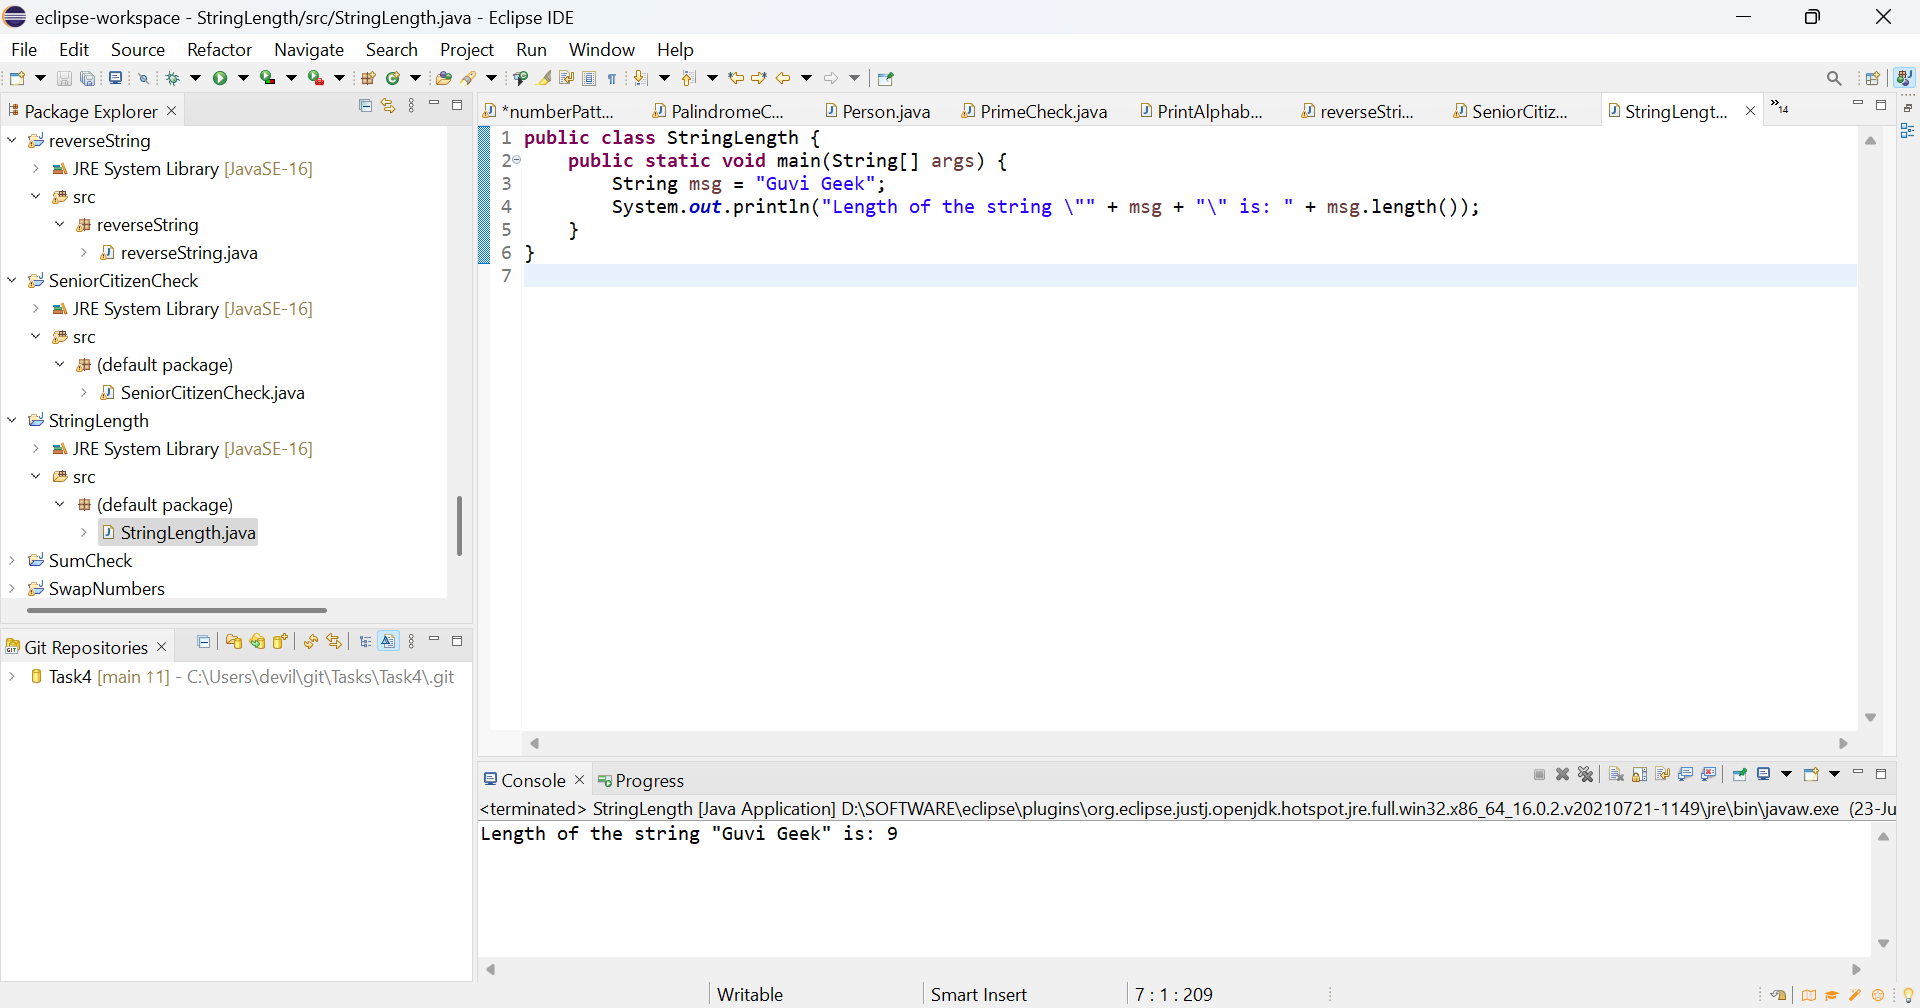 eclipse-workspace - StringLength/src/StringLength.java - Eclipse IDE
File Edit Source Refactor Navigate Search Project Run Window Help
Package Explorer
reverseString
JRE System Library [JavaSE-16]
src
reverseString
reverseString.java
SeniorCitizenCheck
JRE System Library [JavaSE-16]
src
(default package)
SeniorCitizenCheck.java
StringLength
JRE System Library [JavaSE-16]
src
(default package)
StringLength.java
SumCheck
SwapNumbers
Git Repositories
Task4 [main ↑1] - C:\Users\devil\git\Tasks\Task4\.git
*numberPatt... PalindromeC... Person.java PrimeCheck.java PrintAlphab... reverseStri... SeniorCitiz... StringLengt... »14
1 public class StringLength {
2 public static void main(String[] args) {
3 String msg = "Guvi Geek";
4 System.out.println("Length of the string \"" + msg + "\" is: " + msg.length());
5 }
6 }
7
Console Progress
<terminated> StringLength [Java Application] D:\SOFTWARE\eclipse\plugins\org.eclipse.justj.openjdk.hotspot.jre.full.win32.x86_64_16.0.2.v20210721-1149\jre\bin\javaw.exe (23-Ju
Length of the string "Guvi Geek" is: 9
Writable Smart Insert 7 : 1 : 209